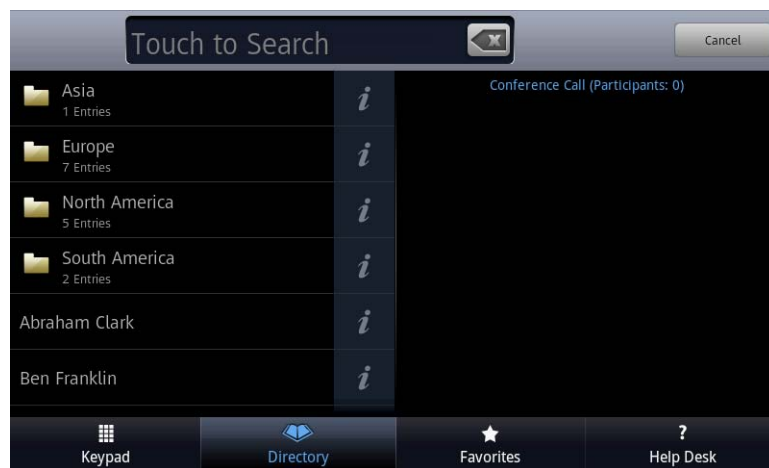 Touch to Search
Cancel
Asia
1 Entries
i
Europe
7 Entries
i
North America
5 Entries
i
South America
2 Entries
i
Abraham Clark
i
Ben Franklin
i
Conference Call (Participants: 0)
Keypad
Directory
Favorites
?
Help Desk